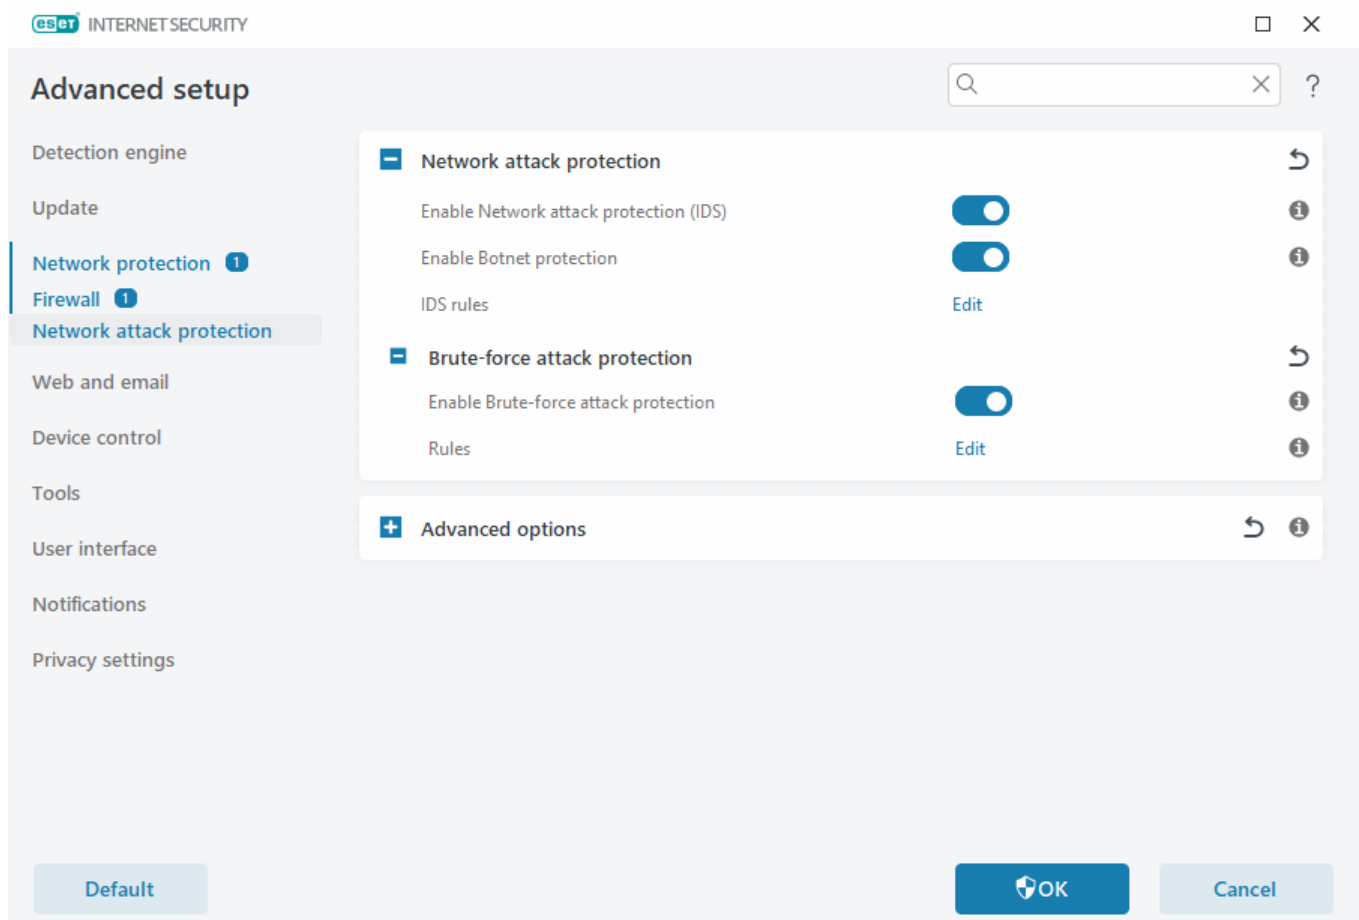 eset INTERNET SECURITY
Advanced setup
?
Detection engine
Update
Network protection 1
Firewall 1
Network attack protection
Web and email
Device control
Tools
User interface
Notifications
Privacy settings
Network attack protection
Enable Network attack protection (IDS)
Enable Botnet protection
IDS rules Edit
Brute-force attack protection
Enable Brute-force attack protection
Rules Edit
Advanced options
Default
OK
Cancel